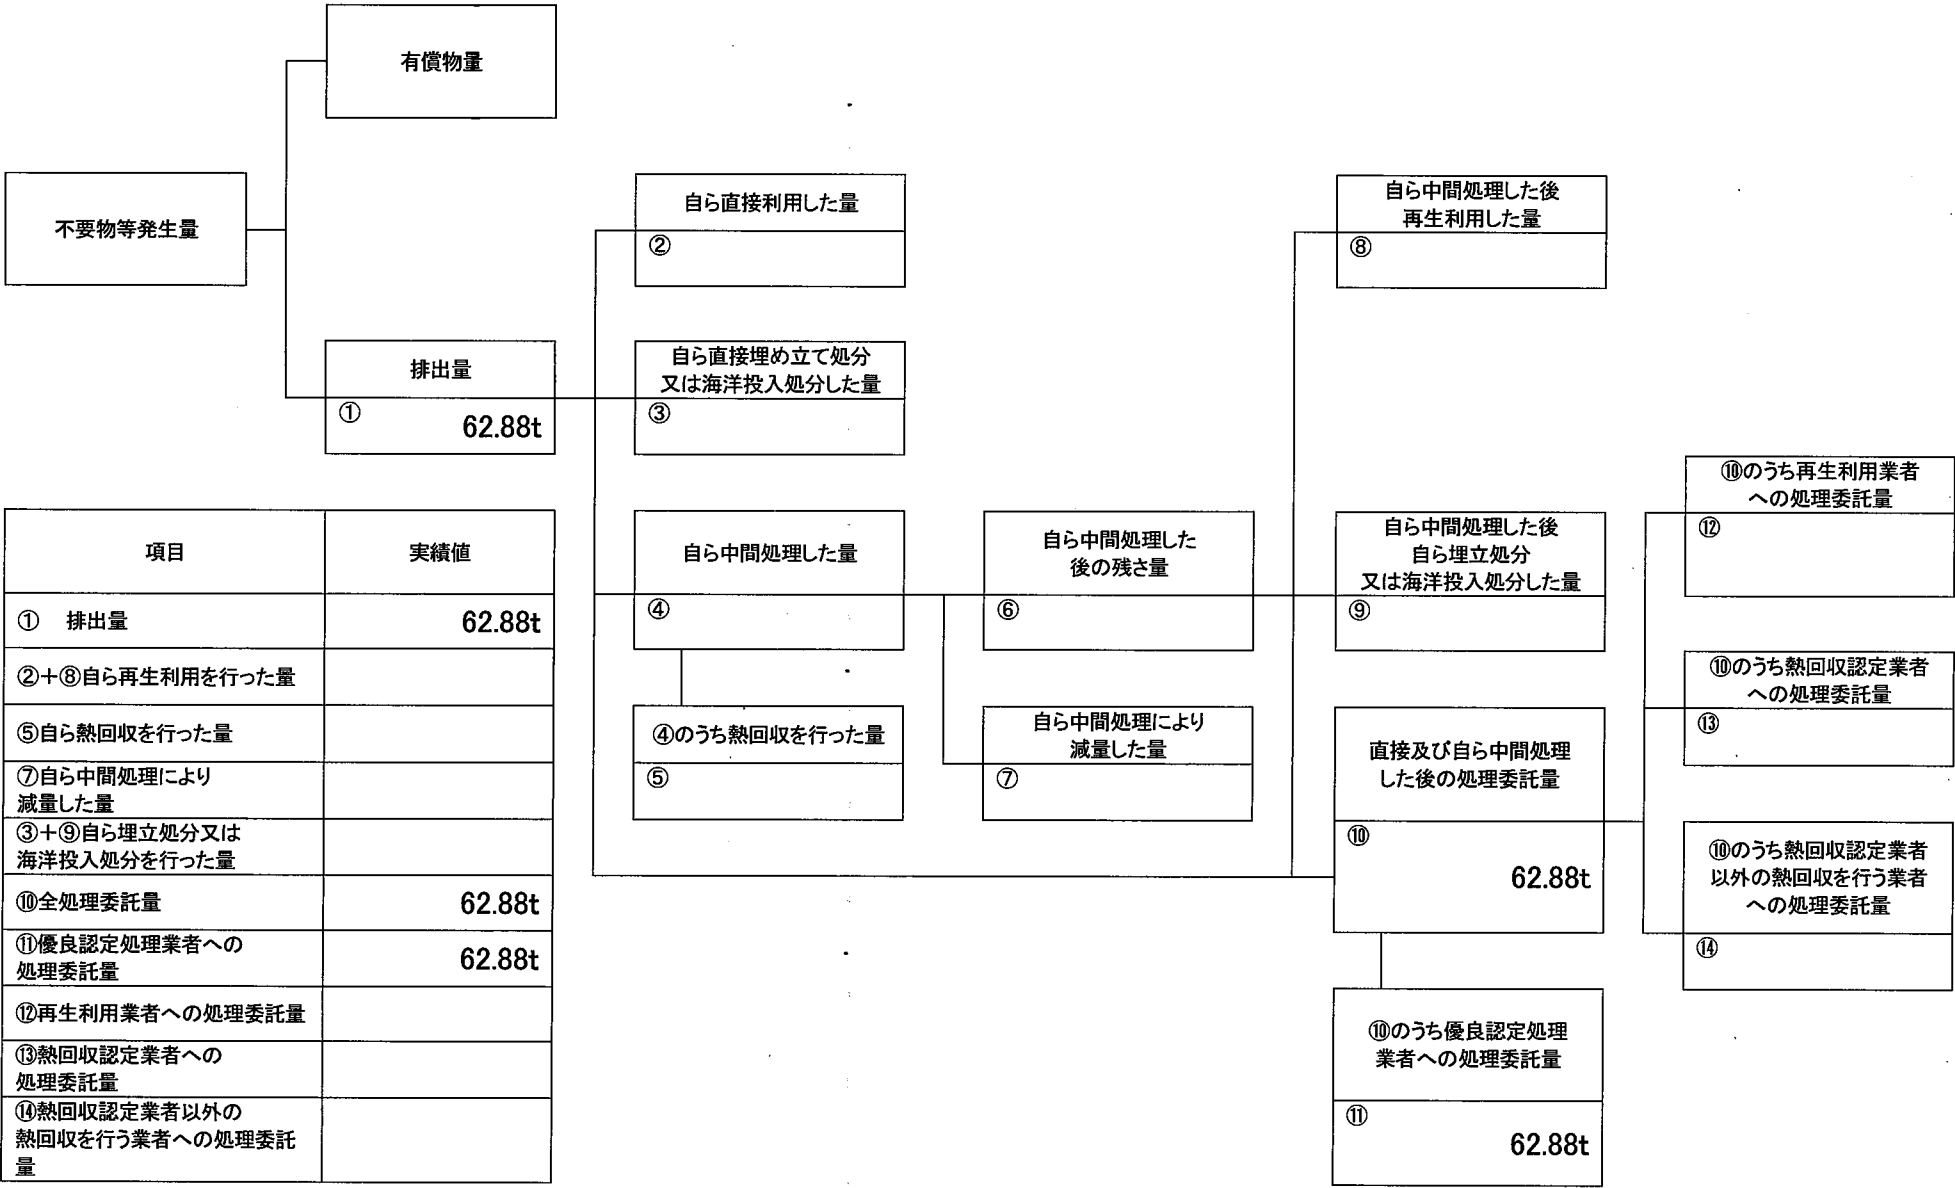 有償物量
不要物等発生量
排出量
①
62.88t
自ら直接利用した量
②
自ら直接埋め立て処分
又は海洋投入処分した量
③
自ら中間処理した量
④
④のうち熱回収を行った量
⑤
自ら中間処理した
後の残さ量
⑥
自ら中間処理により
減量した量
⑦
自ら中間処理した後
再生利用した量
⑧
自ら中間処理した後
自ら埋立処分
又は海洋投入処分した量
⑨
直接及び自ら中間処理
した後の処理委託量
⑩
62.88t
⑩のうち優良認定処理
業者への処理委託量
⑪
62.88t
⑩のうち再生利用業者
への処理委託量
⑫
⑩のうち熱回収認定業者
への処理委託量
⑬
⑩のうち熱回収認定業者
以外の熱回収を行う業者
への処理委託量
⑭
項目 実績値
① 排出量 62.88t
②+⑧自ら再生利用を行った量
⑤自ら熱回収を行った量
⑦自ら中間処理により
減量した量
③+⑨自ら埋立処分又は
海洋投入処分を行った量
⑩全処理委託量 62.88t
⑪優良認定処理業者への
処理委託量 62.88t
⑫再生利用業者への処理委託量
⑬熱回収認定業者への
処理委託量
⑭熱回収認定業者以外の
熱回収を行う業者への処理委託
量